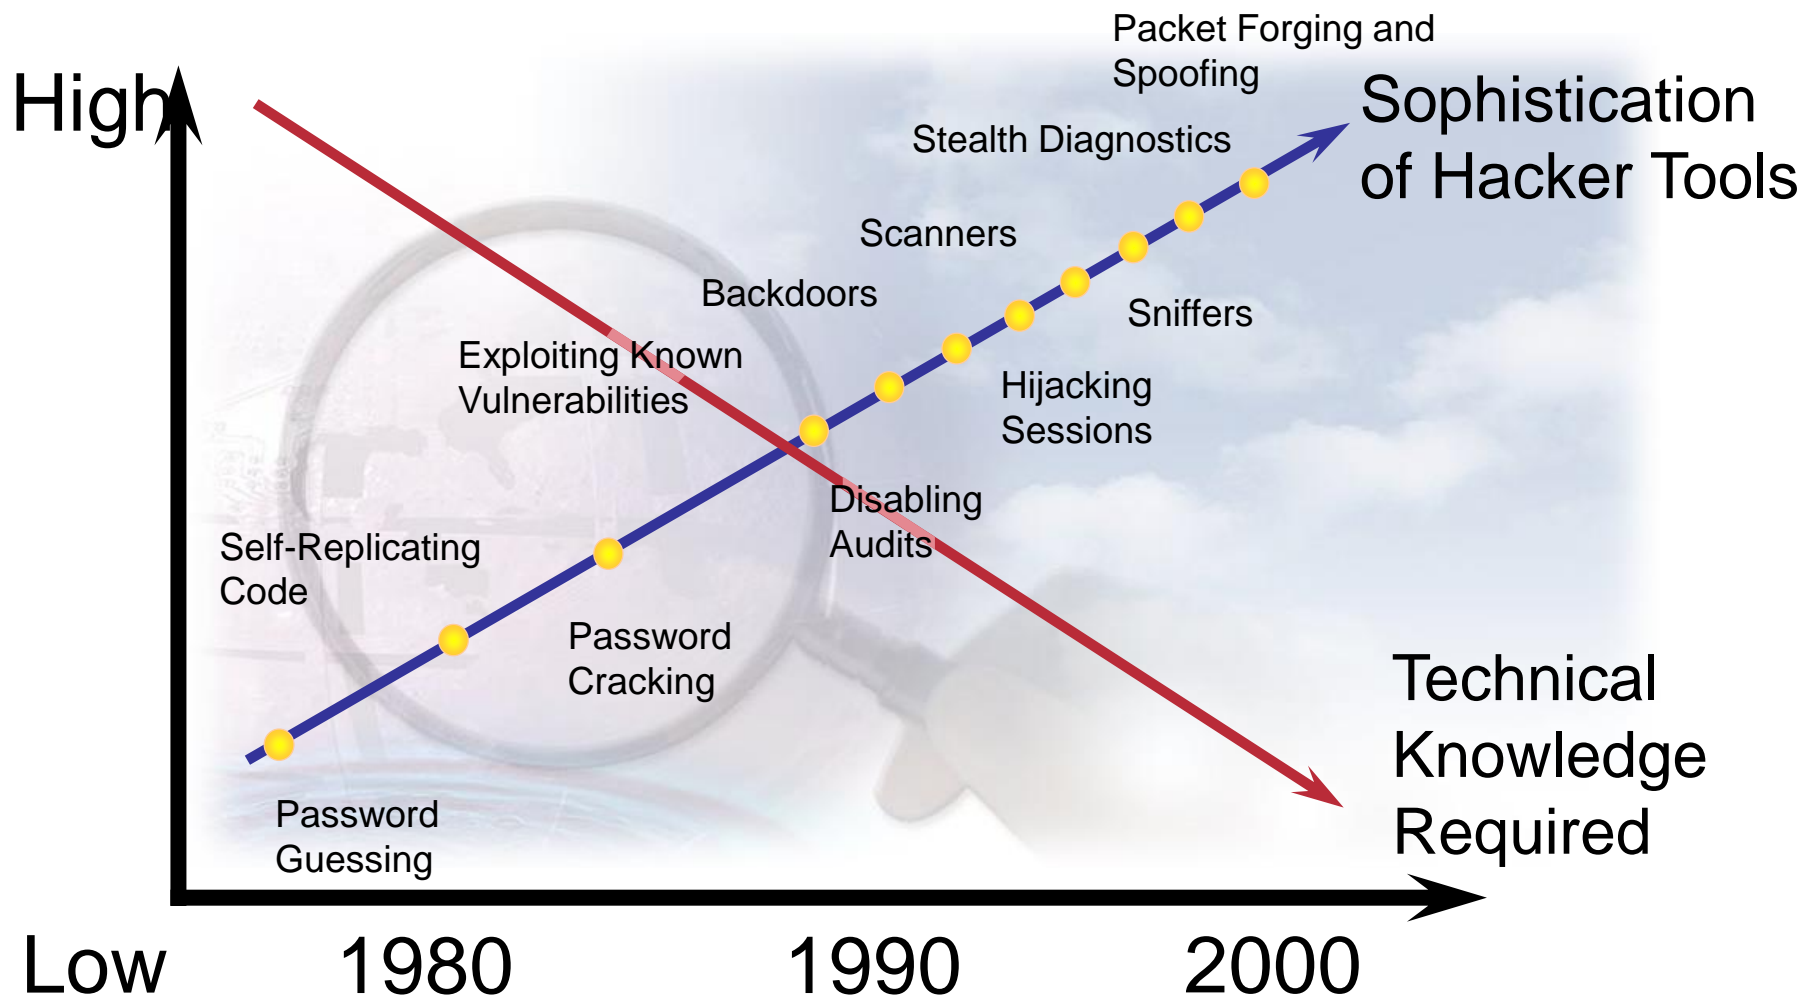 Packet Forging and
Spoofing
High
Sophistication
of Hacker Tools
Stealth Diagnostics
Scanners
Backdoors
Sniffers
Exploiting Known
Vulnerabilities
Hijacking
Sessions
Disabling
Audits
Self-Replicating
Code
Password
Cracking
Technical
Knowledge
Required
Password
Guessing
Low
1980
1990
2000